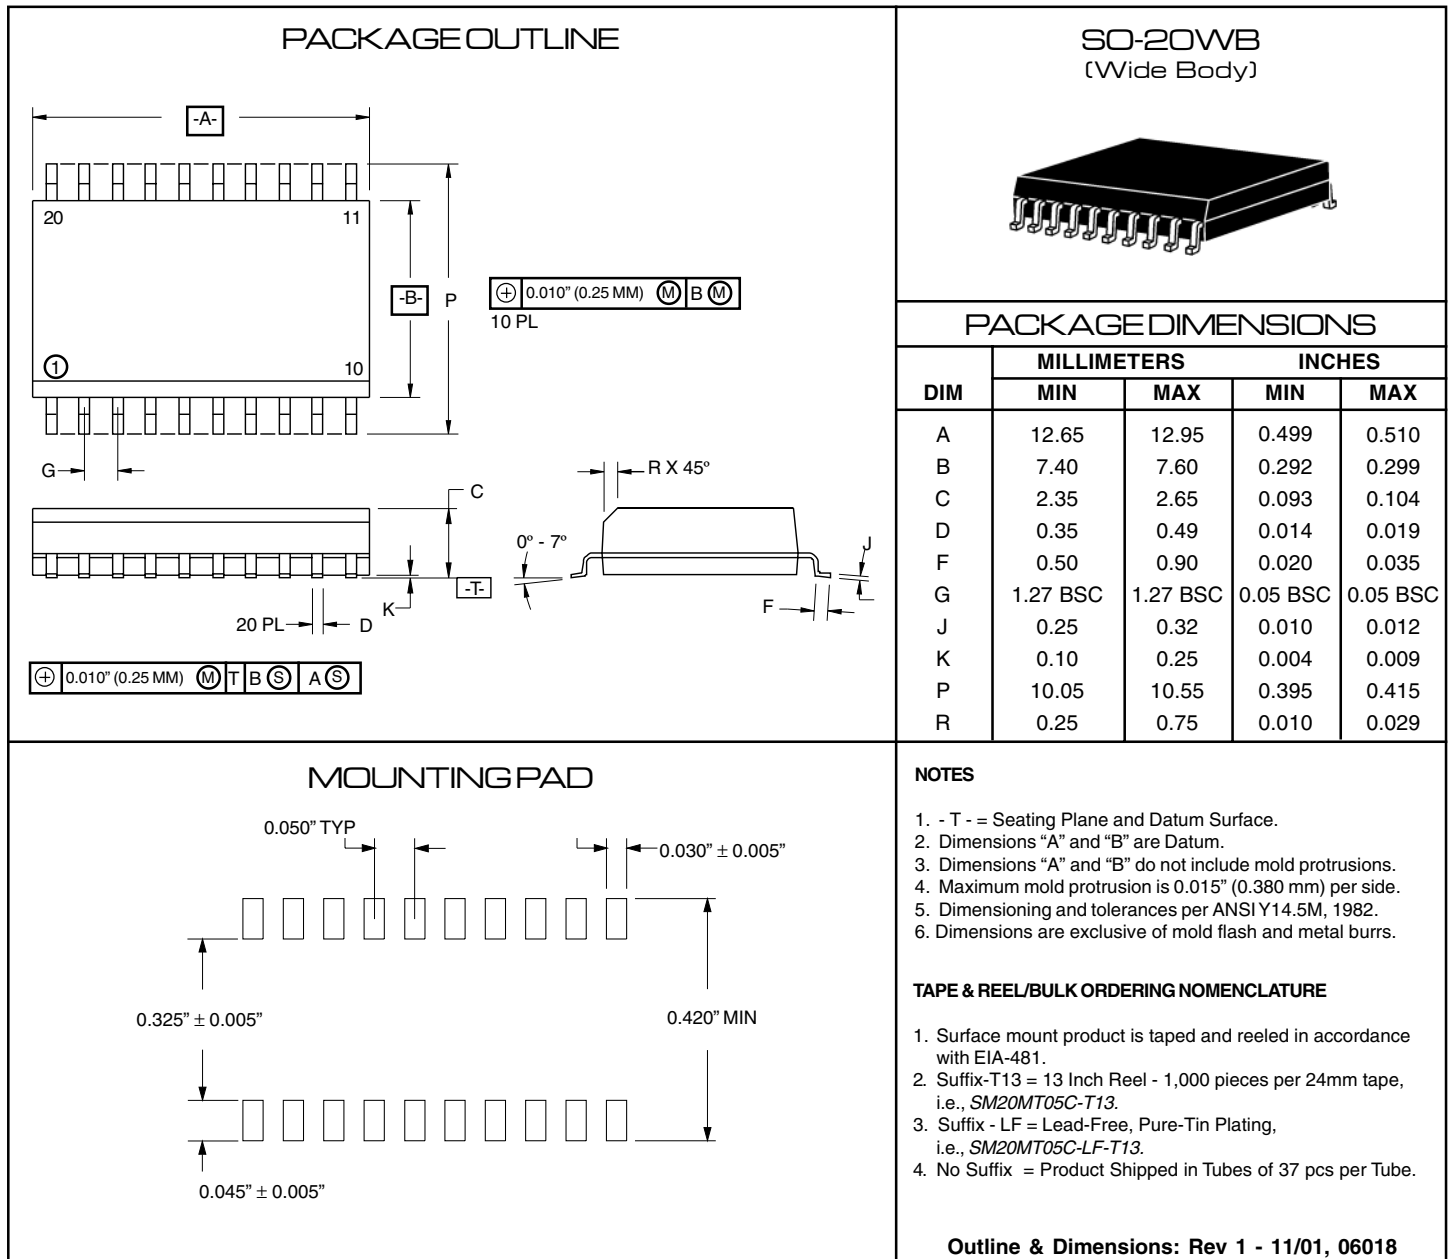 PACKAGE OUTLINE
-A-
20 11
-B- P
0.010” (0.25 MM) M B M
10 PL
1 10
G
C
R X 45º
0º - 7º
J
-T-
K
F
20 PL D
0.010” (0.25 MM) M T B S A S
SO-20WB
(Wide Body)
PACKAGE DIMENSIONS
MILLIMETERS INCHES
DIM MIN MAX MIN MAX
A 12.65 12.95 0.499 0.510
B 7.40 7.60 0.292 0.299
C 2.35 2.65 0.093 0.104
D 0.35 0.49 0.014 0.019
F 0.50 0.90 0.020 0.035
G 1.27 BSC 1.27 BSC 0.05 BSC 0.05 BSC
J 0.25 0.32 0.010 0.012
K 0.10 0.25 0.004 0.009
P 10.05 10.55 0.395 0.415
R 0.25 0.75 0.010 0.029
MOUNTING PAD
0.050” TYP
0.030” ± 0.005”
0.325” ± 0.005”
0.420” MIN
0.045” ± 0.005”
NOTES
1. - T - = Seating Plane and Datum Surface.
2. Dimensions “A” and “B” are Datum.
3. Dimensions “A” and “B” do not include mold protrusions.
4. Maximum mold protrusion is 0.015” (0.380 mm) per side.
5. Dimensioning and tolerances per ANSI Y14.5M, 1982.
6. Dimensions are exclusive of mold flash and metal burrs.
TAPE & REEL/BULK ORDERING NOMENCLATURE
1. Surface mount product is taped and reeled in accordance
with EIA-481.
2. Suffix-T13 = 13 Inch Reel - 1,000 pieces per 24mm tape,
i.e., SM20MT05C-T13.
3. Suffix - LF = Lead-Free, Pure-Tin Plating,
i.e., SM20MT05C-LF-T13.
4. No Suffix = Product Shipped in Tubes of 37 pcs per Tube.
Outline & Dimensions: Rev 1 - 11/01, 06018